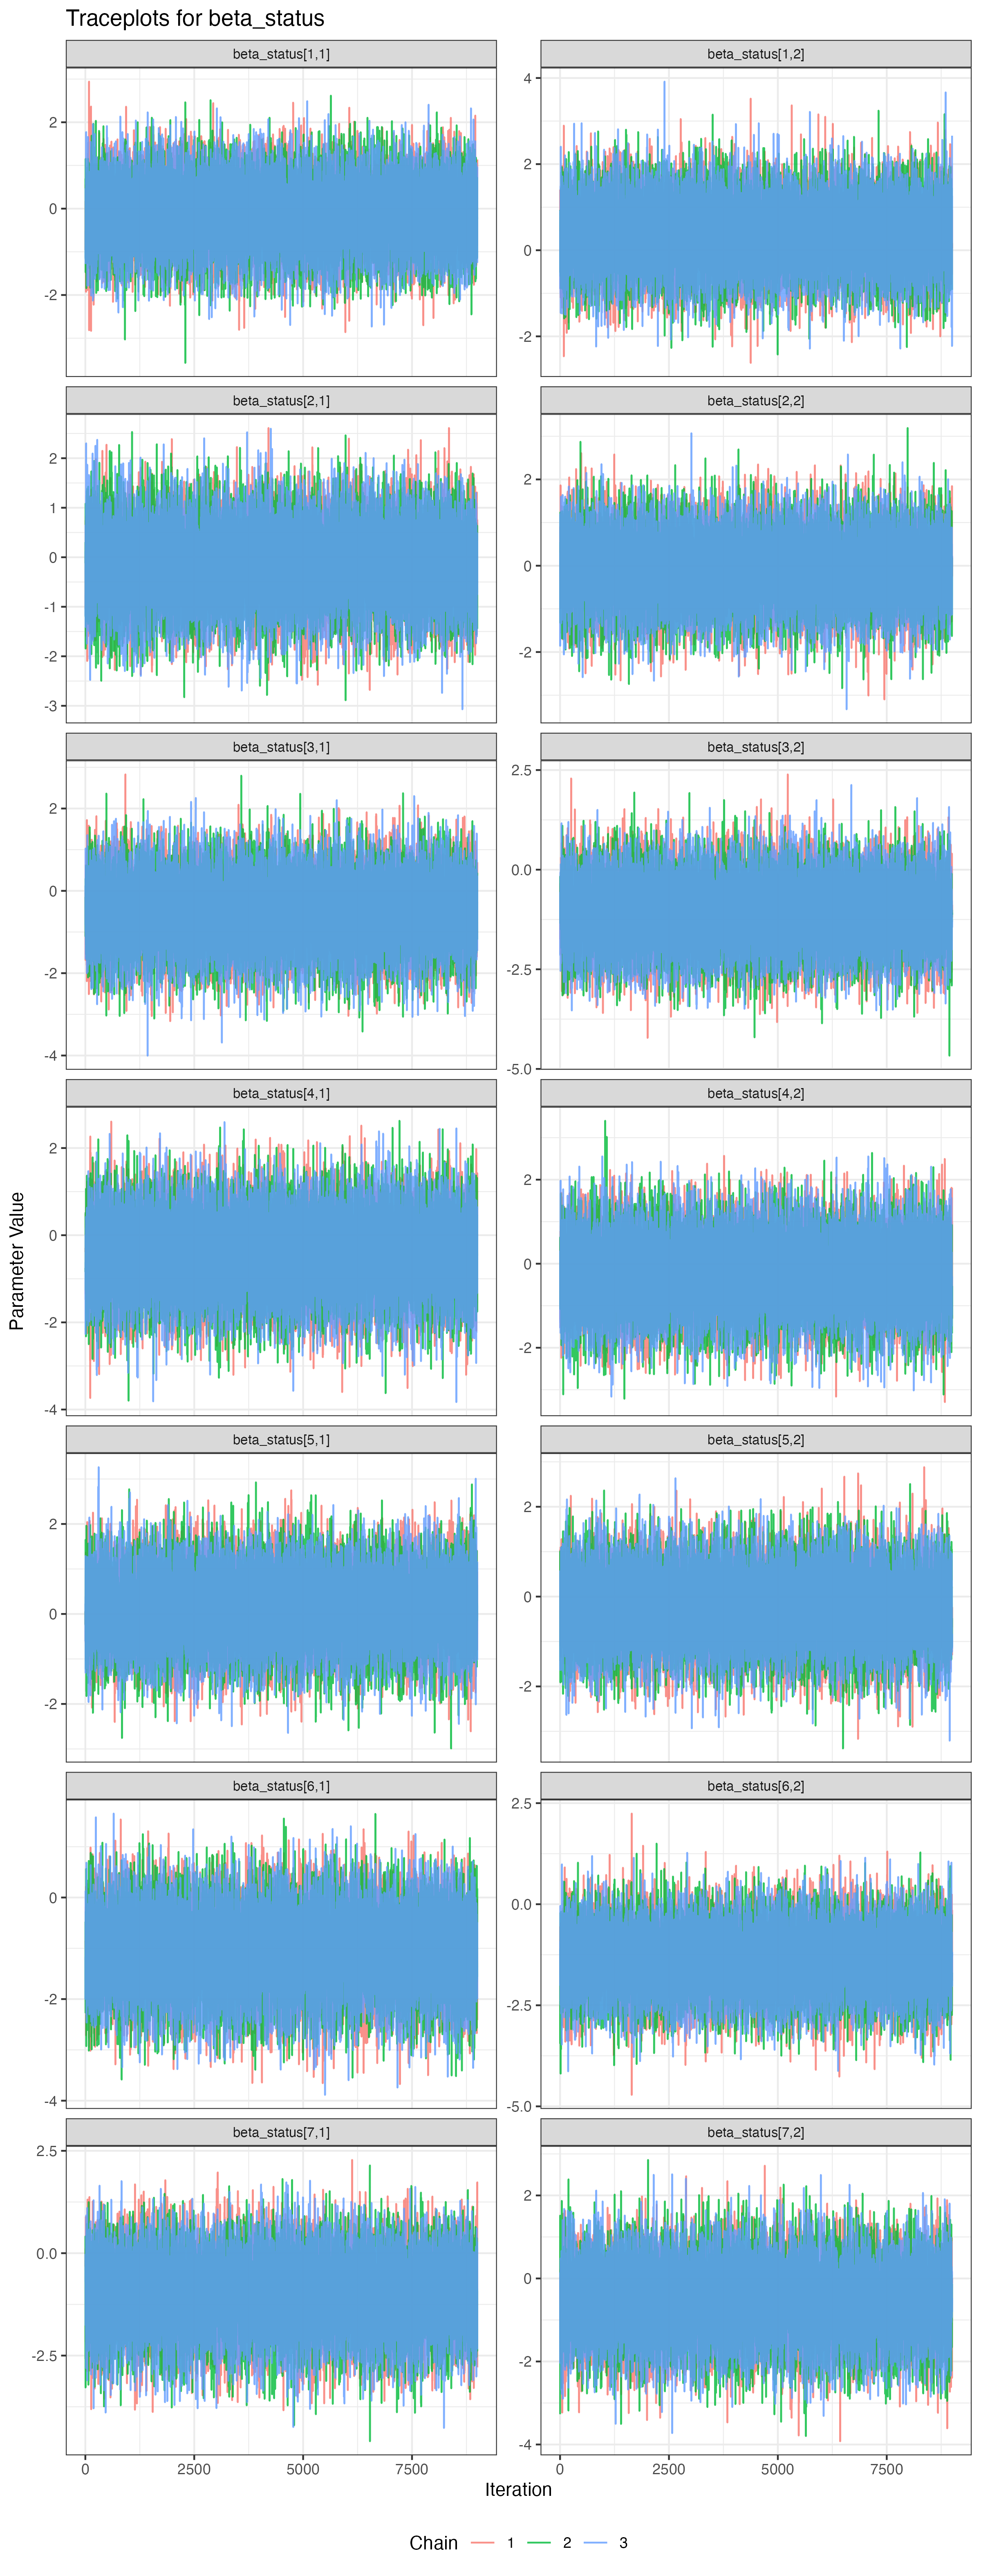 Traceplots for beta_status
beta_status[1,1]
beta_status[1,2]
2
0
-2
4
2
0
-2
beta_status[2,1]
beta_status[2,2]
2
1
0
-1
-2
-3
2
0
-2
beta_status[3,1]
beta_status[3,2]
2
0
-2
-4
2.5
0.0
-2.5
-5.0
beta_status[4,1]
beta_status[4,2]
2
0
-2
-4
2
0
-2
Parameter Value
beta_status[5,1]
beta_status[5,2]
2
0
-2
2
0
-2
beta_status[6,1]
beta_status[6,2]
0
-2
-4
2.5
0.0
-2.5
-5.0
beta_status[7,1]
beta_status[7,2]
2.5
0.0
-2.5
2
0
-2
-4
0 2500 5000 7500
0 2500 5000 7500
Iteration
Chain 1 2 3